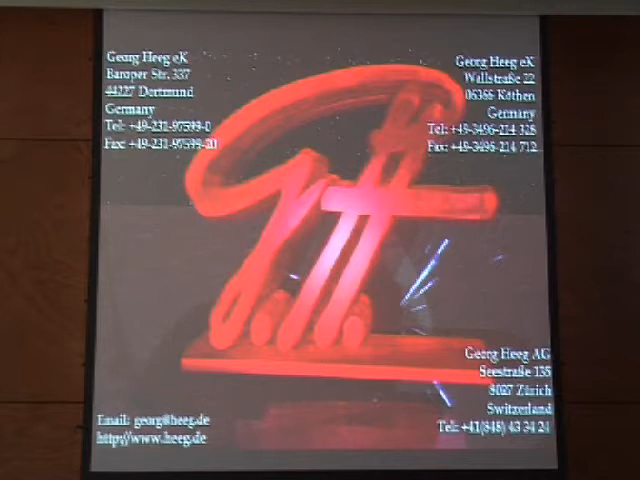 Georg Heeg eK
Baroper Str. 337
44227 Dortmund
Germany
Tel: +49-231-97599-0
Fax: +49-231-97599-20
Georg Heeg eK
Wallstraße 22
06366 Köthen
Germany
Tel: +49-3496-214 328
Fax: +49-3496-214 712
Georg Heeg AG
Seestraße 135
8027 Zürich
Switzerland
Tel: +41(848) 43 34 24
Email: georg@heeg.de
http://www.heeg.de